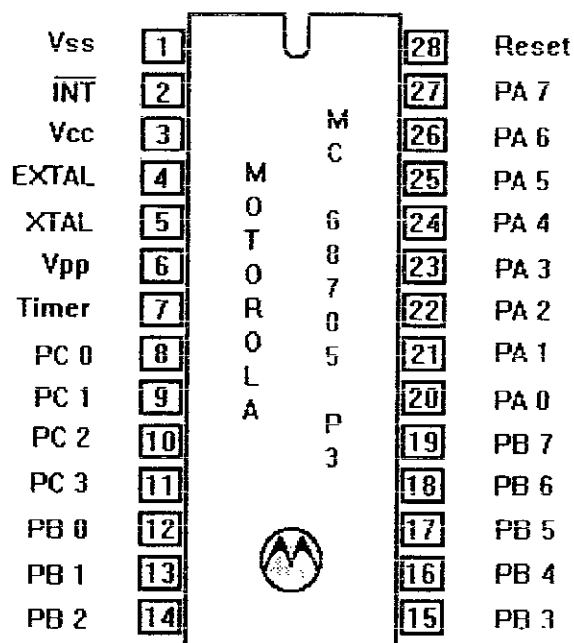 Vss 1 28 Reset
INT 2 27 PA 7
Vcc 3 26 PA 6
EXTAL 4 25 PA 5
XTAL 5 24 PA 4
Vpp 6 23 PA 3
Timer 7 22 PA 2
PC 0 8 21 PA 1
PC 1 9 20 PA 0
PC 2 10 19 PB 7
PC 3 11 18 PB 6
PB 0 12 17 PB 5
PB 1 13 16 PB 4
PB 2 14 15 PB 3
MOTOROLA
MC 68705 P3